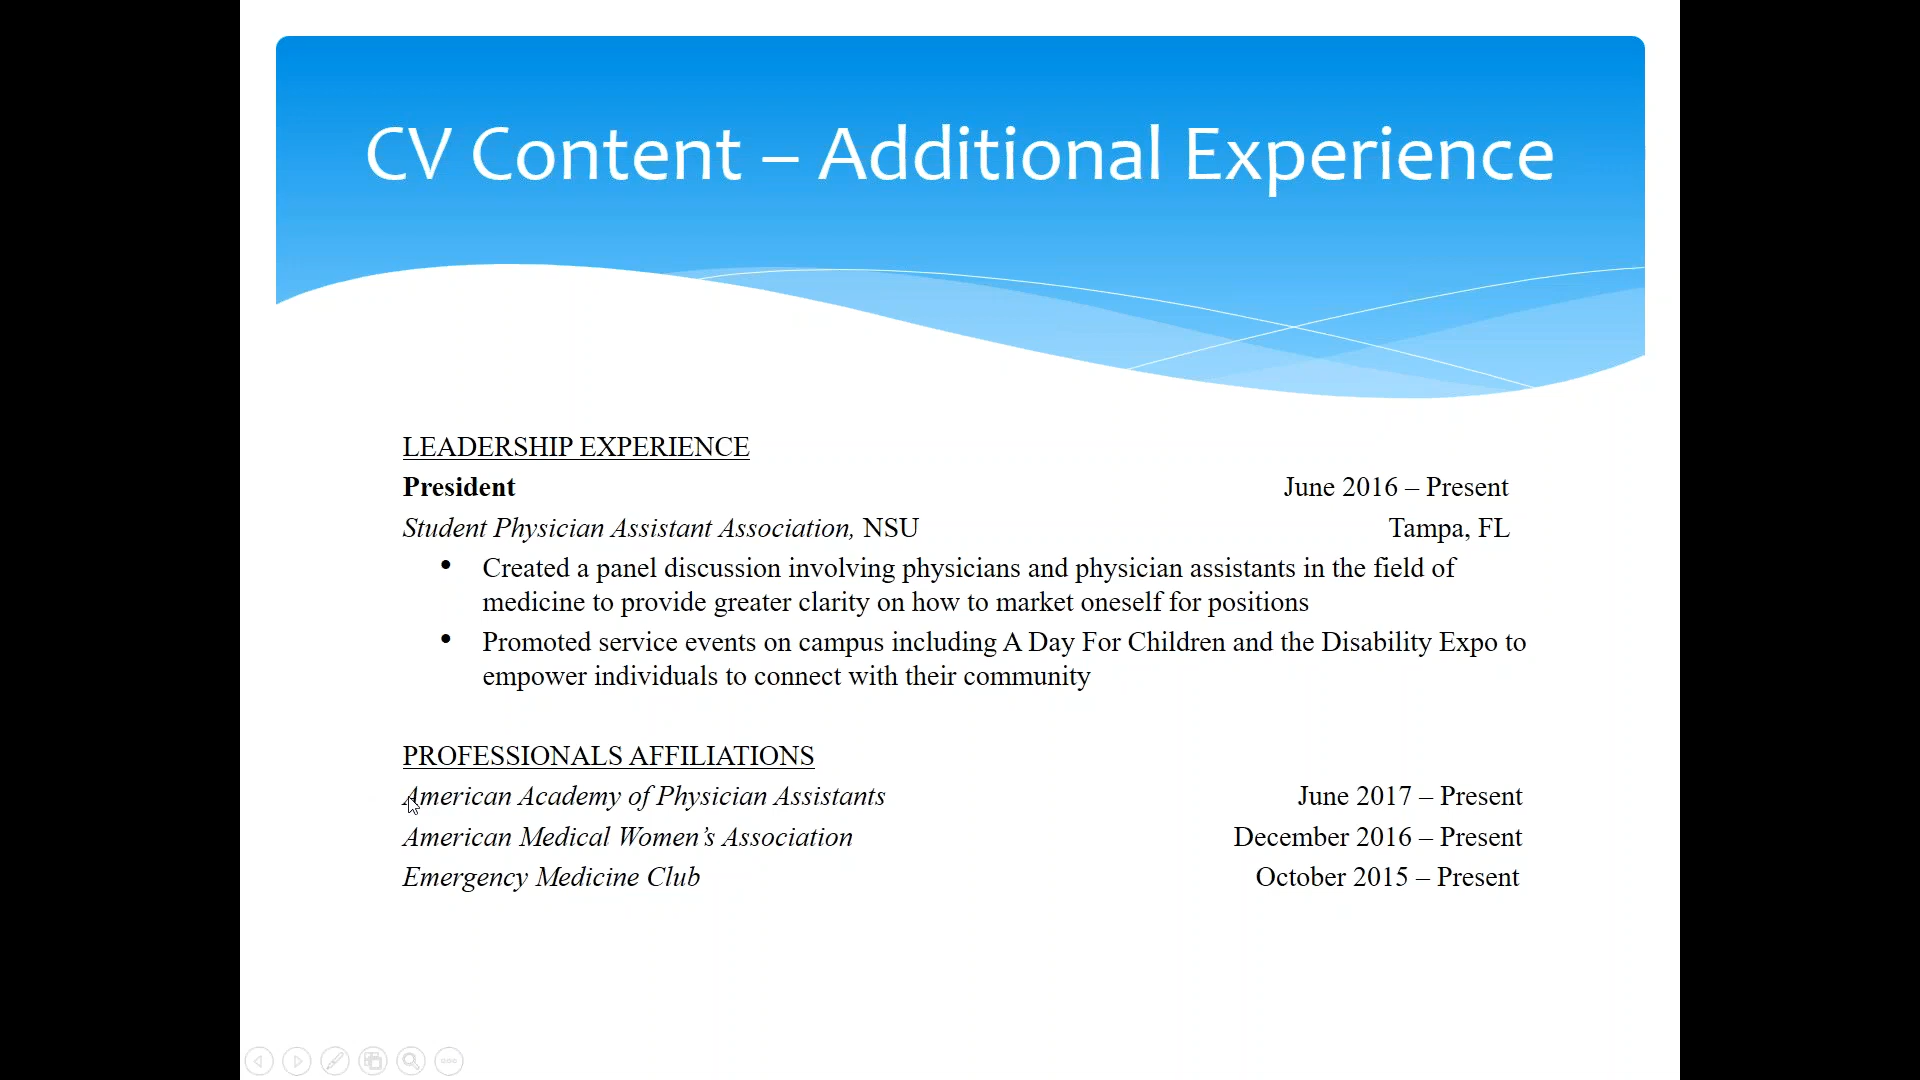 CV Content – Additional Experience
LEADERSHIP EXPERIENCE
President June 2016 – Present
Student Physician Assistant Association, NSU Tampa, FL
• Created a panel discussion involving physicians and physician assistants in the field of
medicine to provide greater clarity on how to market oneself for positions
• Promoted service events on campus including A Day For Children and the Disability Expo to
empower individuals to connect with their community
PROFESSIONALS AFFILIATIONS
American Academy of Physician Assistants June 2017 – Present
American Medical Women’s Association December 2016 – Present
Emergency Medicine Club October 2015 – Present